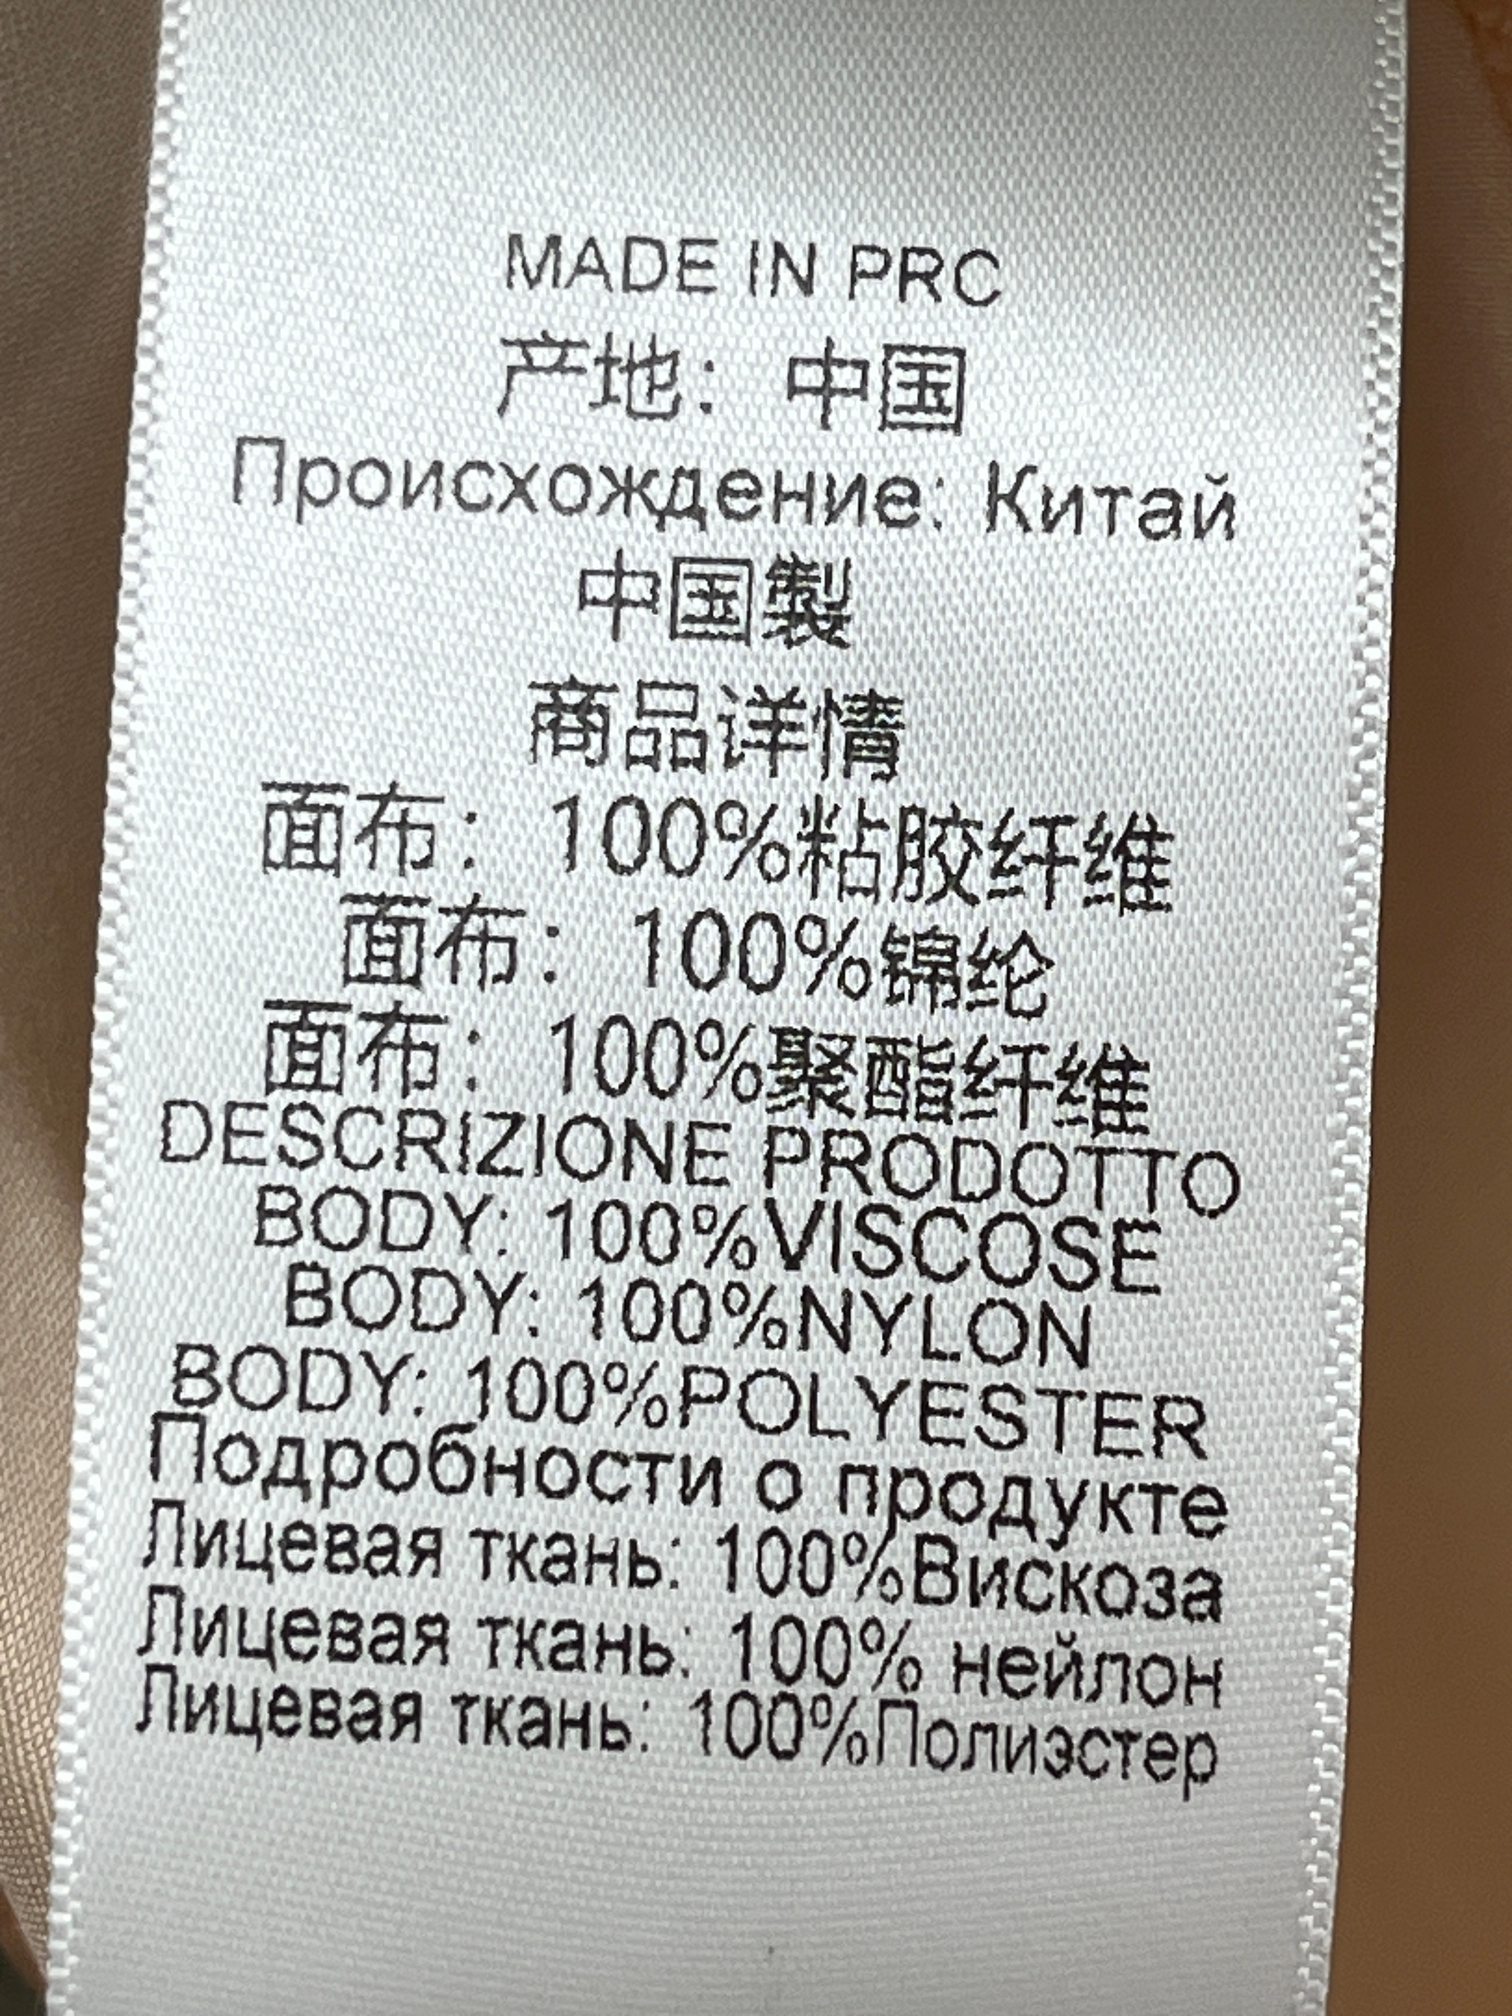 MADE IN PRC
产地：中国
Происхождение: Китай
中国製
商品详情
面布：100%粘胶纤维
面布：100%锦纶
面布：100%聚酯纤维
DESCRIZIONE PRODOTTO
BODY: 100%VISCOSE
BODY: 100%NYLON
BODY: 100%POLYESTER
Подробности о продукте
Лицевая ткань: 100%Вискоза
Лицевая ткань: 100% нейлон
Лицевая ткань: 100%Полиэстер